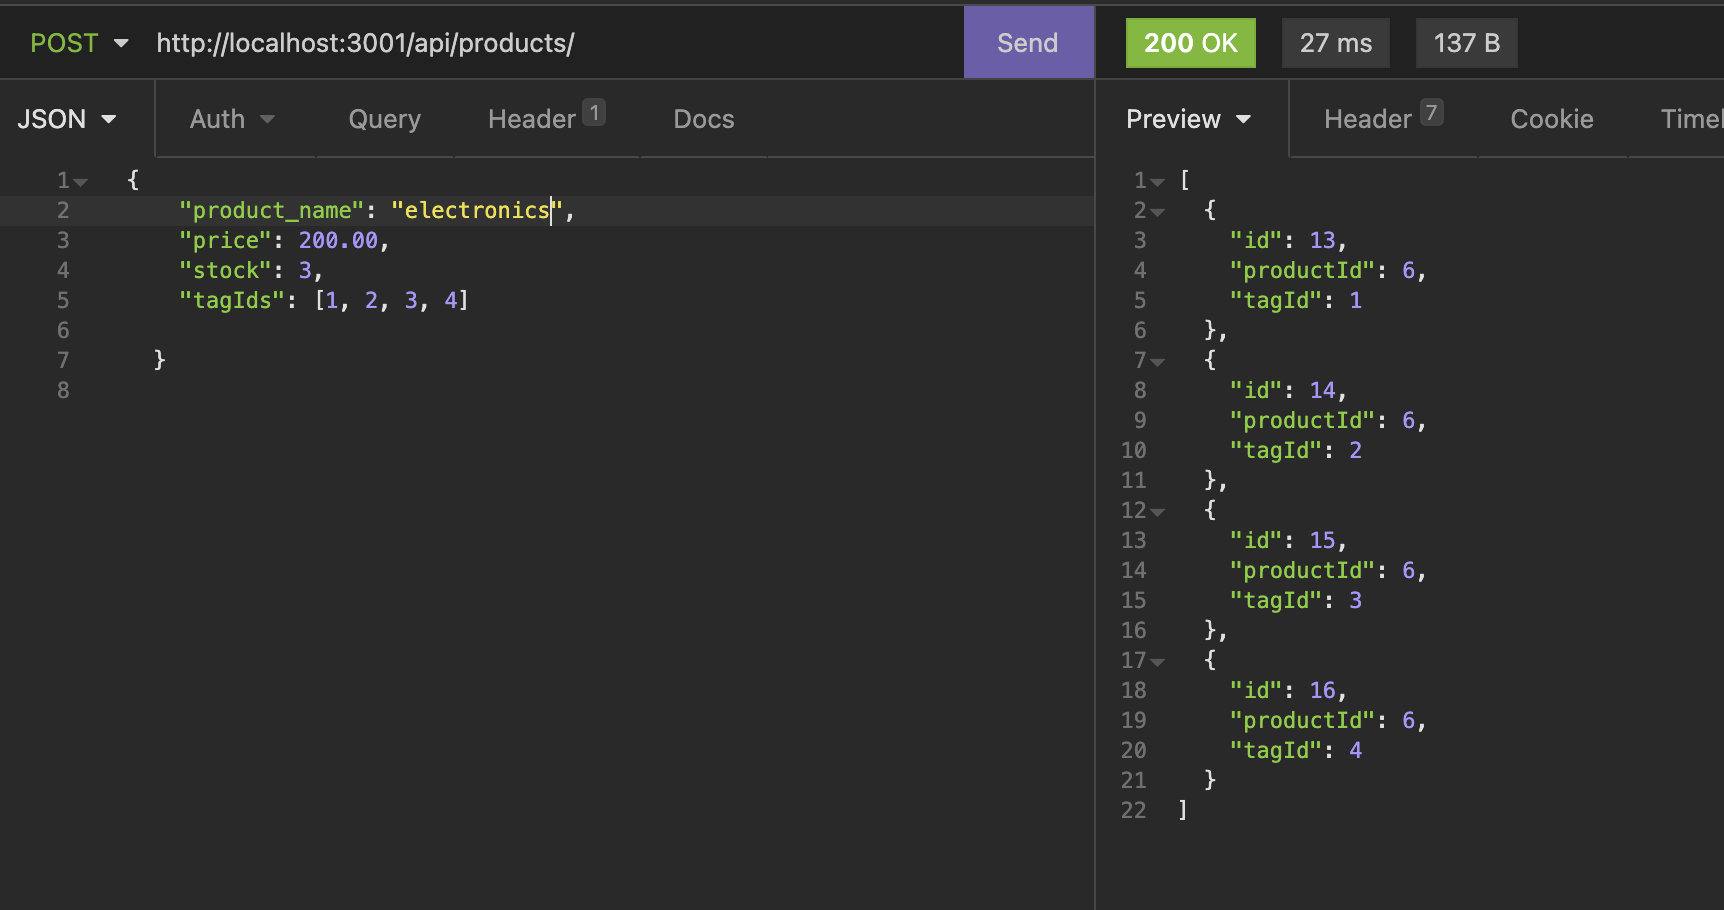 POST http://localhost:3001/api/products/ Send 200 OK 27 ms 137 B
JSON Auth Query Header 1 Docs Preview Header 7 Cookie Timel
1 {
2 "product_name": "electronics",
3 "price": 200.00,
4 "stock": 3,
5 "tagIds": [1, 2, 3, 4]
6
7 }
8
1 [
2 {
3 "id": 13,
4 "productId": 6,
5 "tagId": 1
6 },
7 {
8 "id": 14,
9 "productId": 6,
10 "tagId": 2
11 },
12 {
13 "id": 15,
14 "productId": 6,
15 "tagId": 3
16 },
17 {
18 "id": 16,
19 "productId": 6,
20 "tagId": 4
21 }
22 ]